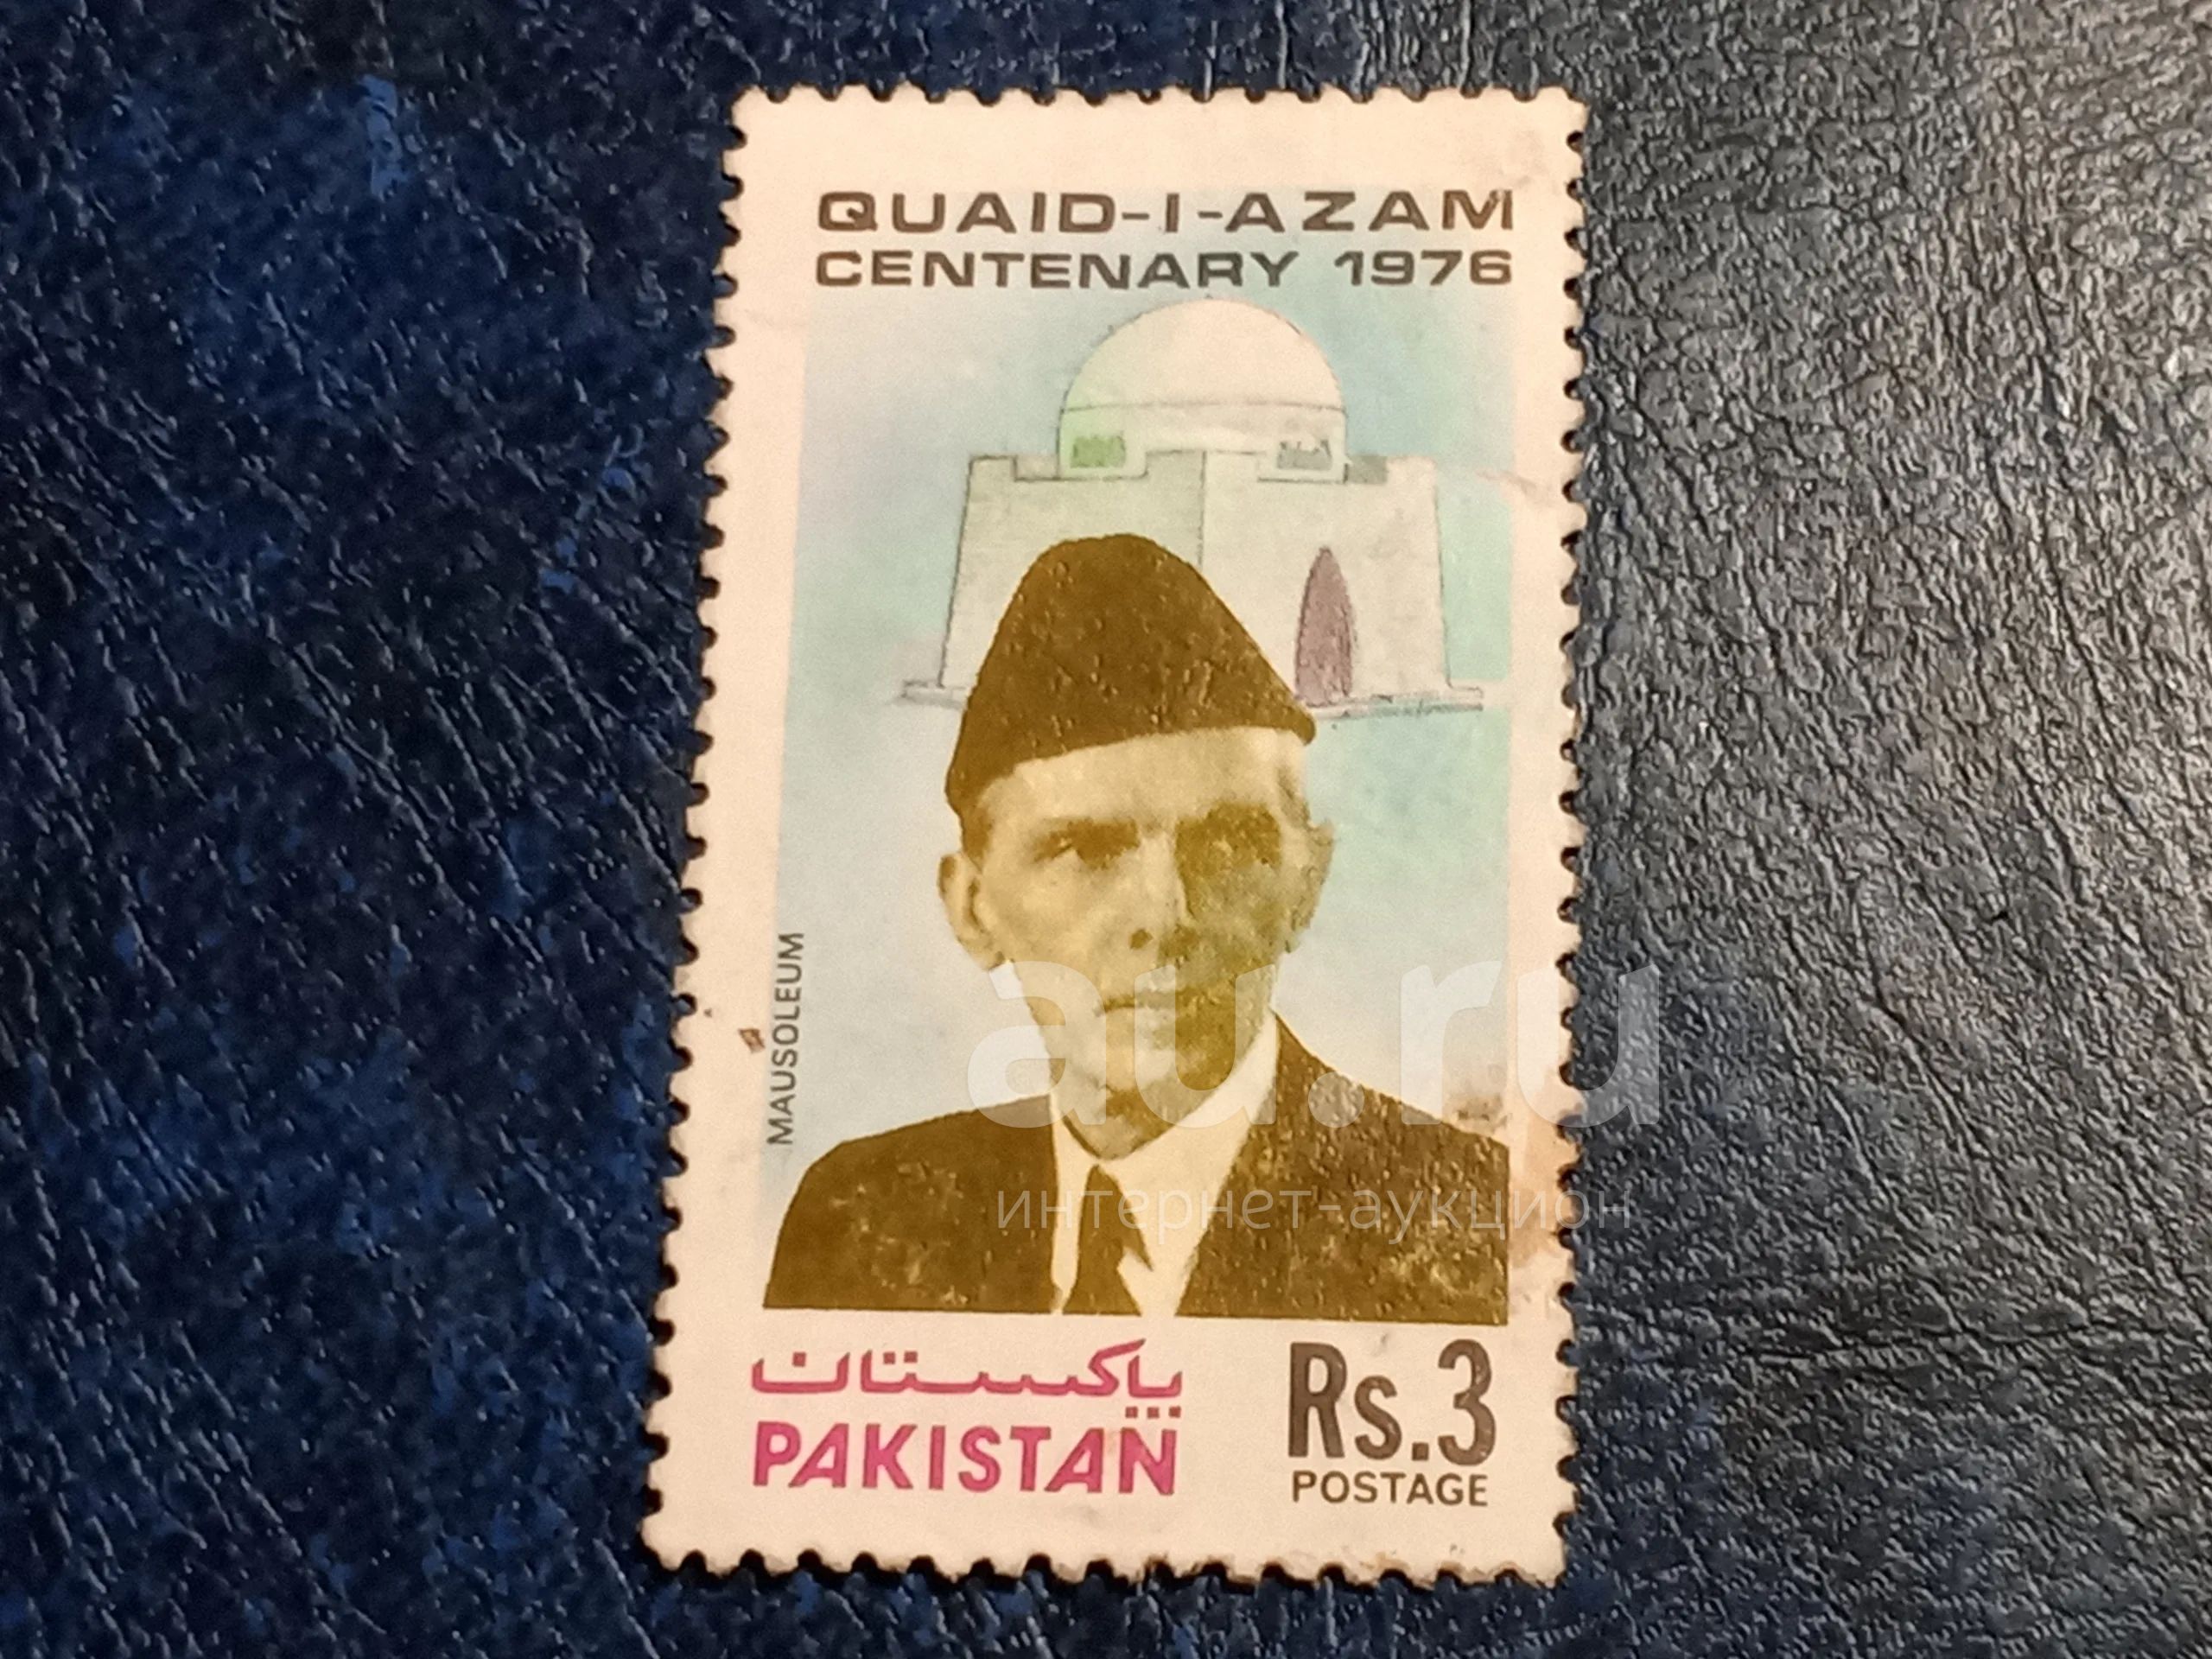 QUAID-I-AZAM
CENTENARY 1976
MAUSOLEUM
au.ru
интернет-аукцион
پاکستان
PAKISTAN
Rs.3
POSTAGE